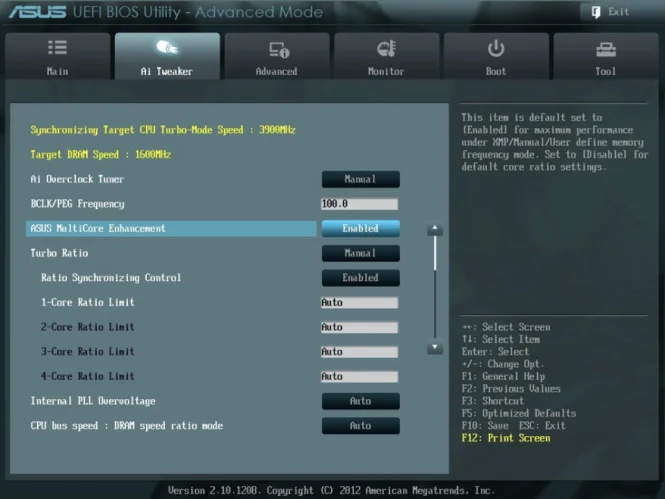 ASUS UEFI BIOS Utility - Advanced Mode
Exit
Main
Ai Tweaker
Advanced
Monitor
Boot
Tool
Synchronizing Target CPU Turbo-Mode Speed : 3900MHz
Target DRAM Speed : 1600MHz
Ai Overclock Tuner Manual
BCLK/PEG Frequency 100.0
ASUS MultiCore Enhancement Enabled
Turbo Ratio Manual
Ratio Synchronizing Control Enabled
1-Core Ratio Limit Auto
2-Core Ratio Limit Auto
3-Core Ratio Limit Auto
4-Core Ratio Limit Auto
Internal PLL Overvoltage Auto
CPU bus speed : DRAM speed ratio mode Auto
This item is default set to
[Enabled] for maximum performance
under XMP/Manual/User define memory
frequency mode. Set to [Disable] for
default core ratio settings.
→←: Select Screen
↑↓: Select Item
Enter: Select
+/-: Change Opt.
F1: General Help
F2: Previous Values
F3: Shortcut
F5: Optimized Defaults
F10: Save ESC: Exit
F12: Print Screen
Version 2.10.1208. Copyright (C) 2012 American Megatrends, Inc.